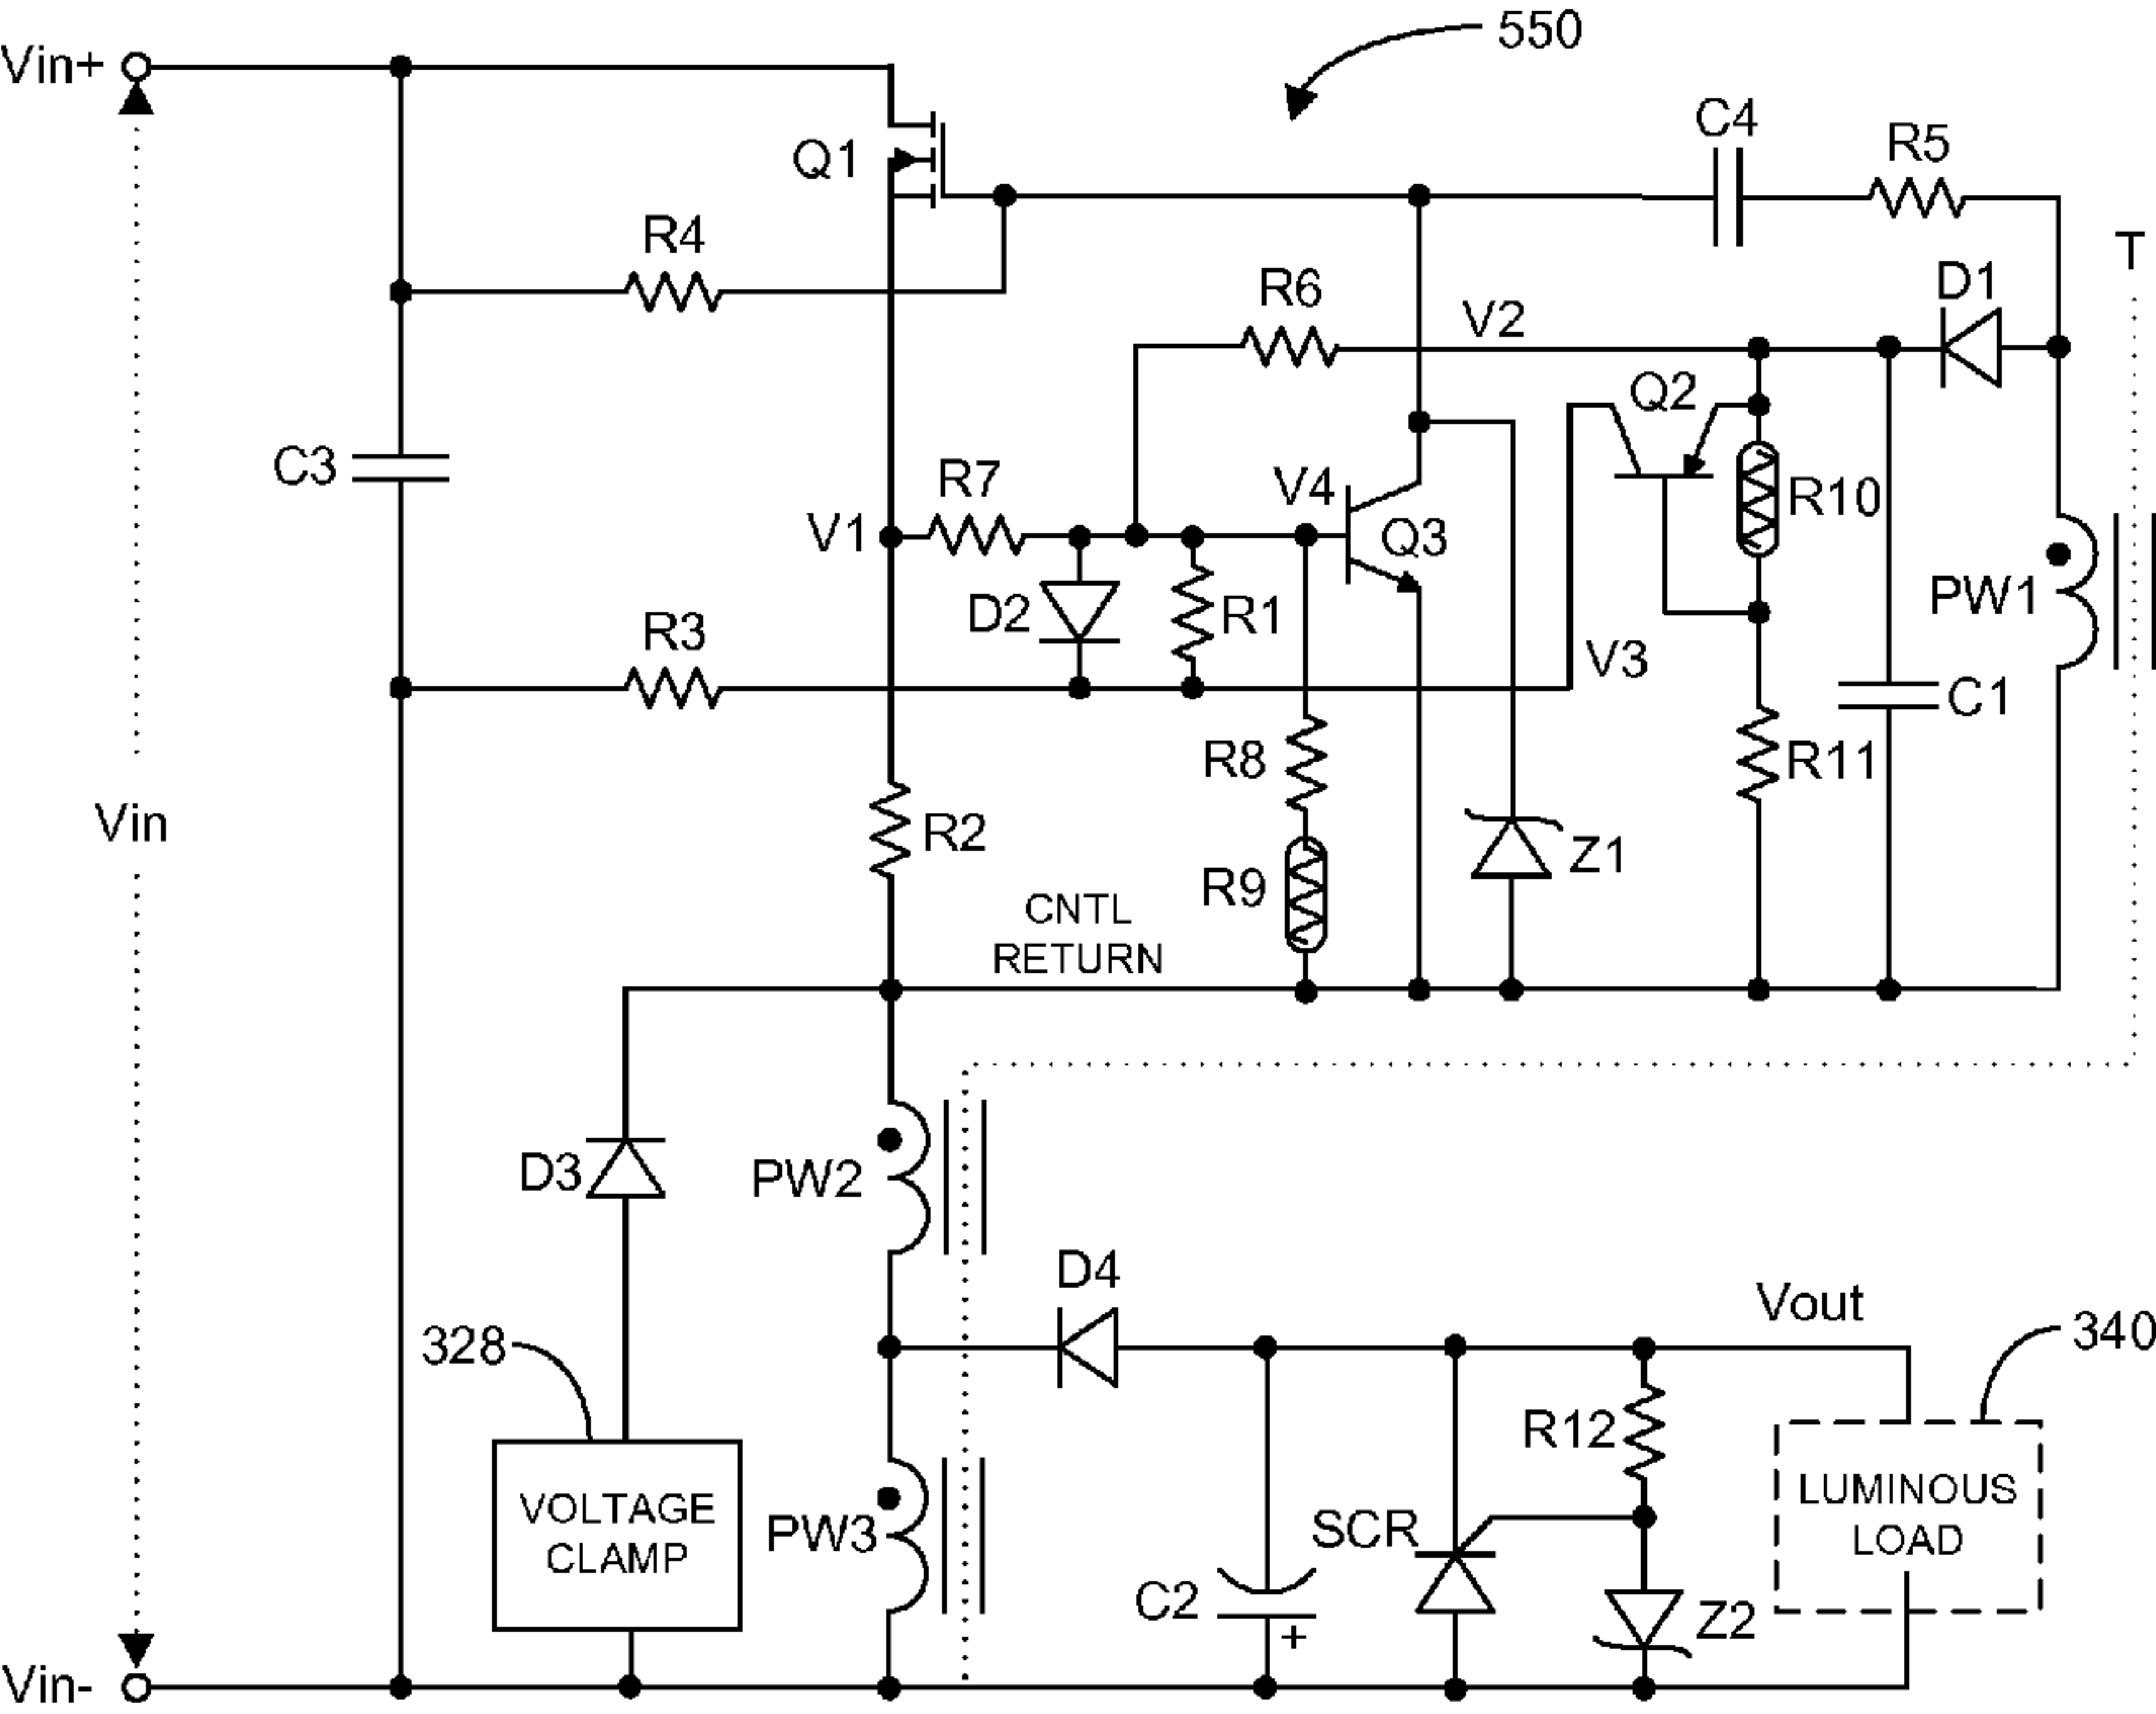 550
Vin+
C4
R5
Q1
R4
T
D1
R6
V2
Q2
C3
R7
V4
R10
V1
Q3
D2
R1
PW1
R3
V3
C1
R8
R11
Vin
R2
Z1
R9
CNTL
RETURN
D3
PW2
D4
Vout
328
340
R12
LUMINOUS
LOAD
VOLTAGE
CLAMP
PW3
SCR
C2
+
Z2
Vin-